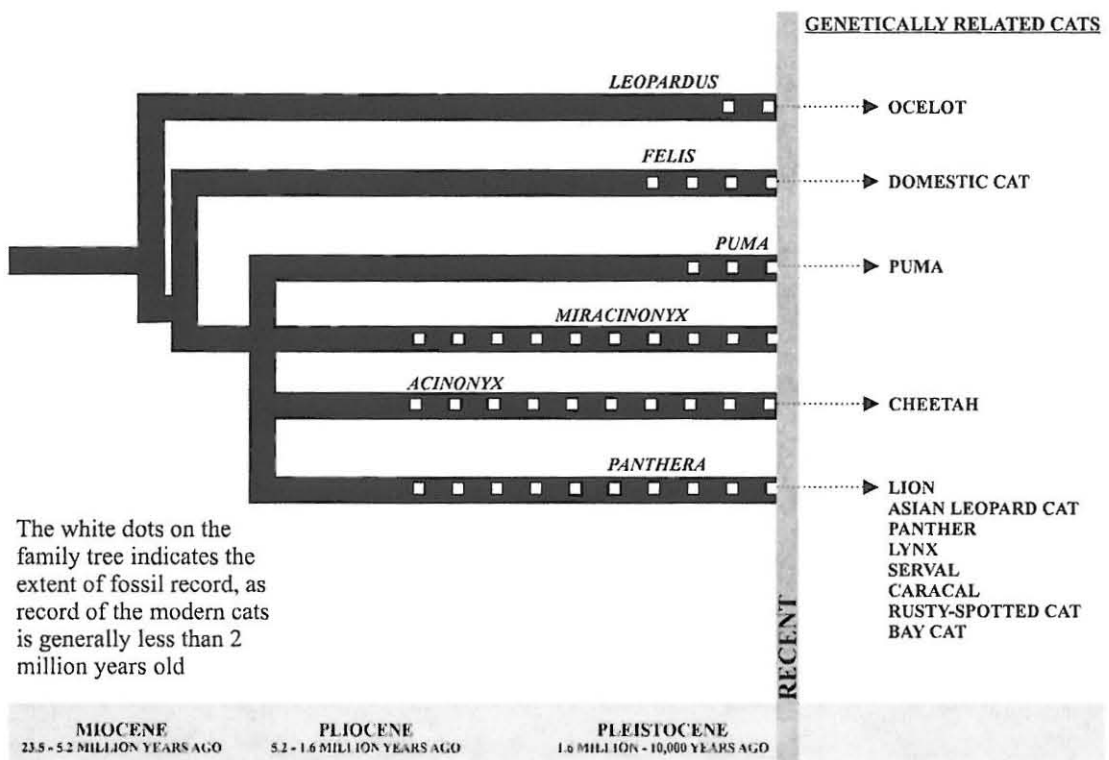 GENETICALLY RELATED CATS
LEOPARDUS
OCELOT
FELIS
DOMESTIC CAT
PUMA
PUMA
MIRACINONYX
ACINONYX
CHEETAH
PANTHERA
LION
ASIAN LEOPARD CAT
PANTHER
LYNX
SERVAL
CARACAL
RUSTY-SPOTTED CAT
BAY CAT
The white dots on the
family tree indicates the
extent of fossil record, as
record of the modern cats
is generally less than 2
million years old
RECENT
MIOCENE
23.5 - 5.2 MILLION YEARS AGO
PLIOCENE
5.2 - 1.6 MILLION YEARS AGO
PLEISTOCENE
1.6 MILLION - 10,000 YEARS AGO